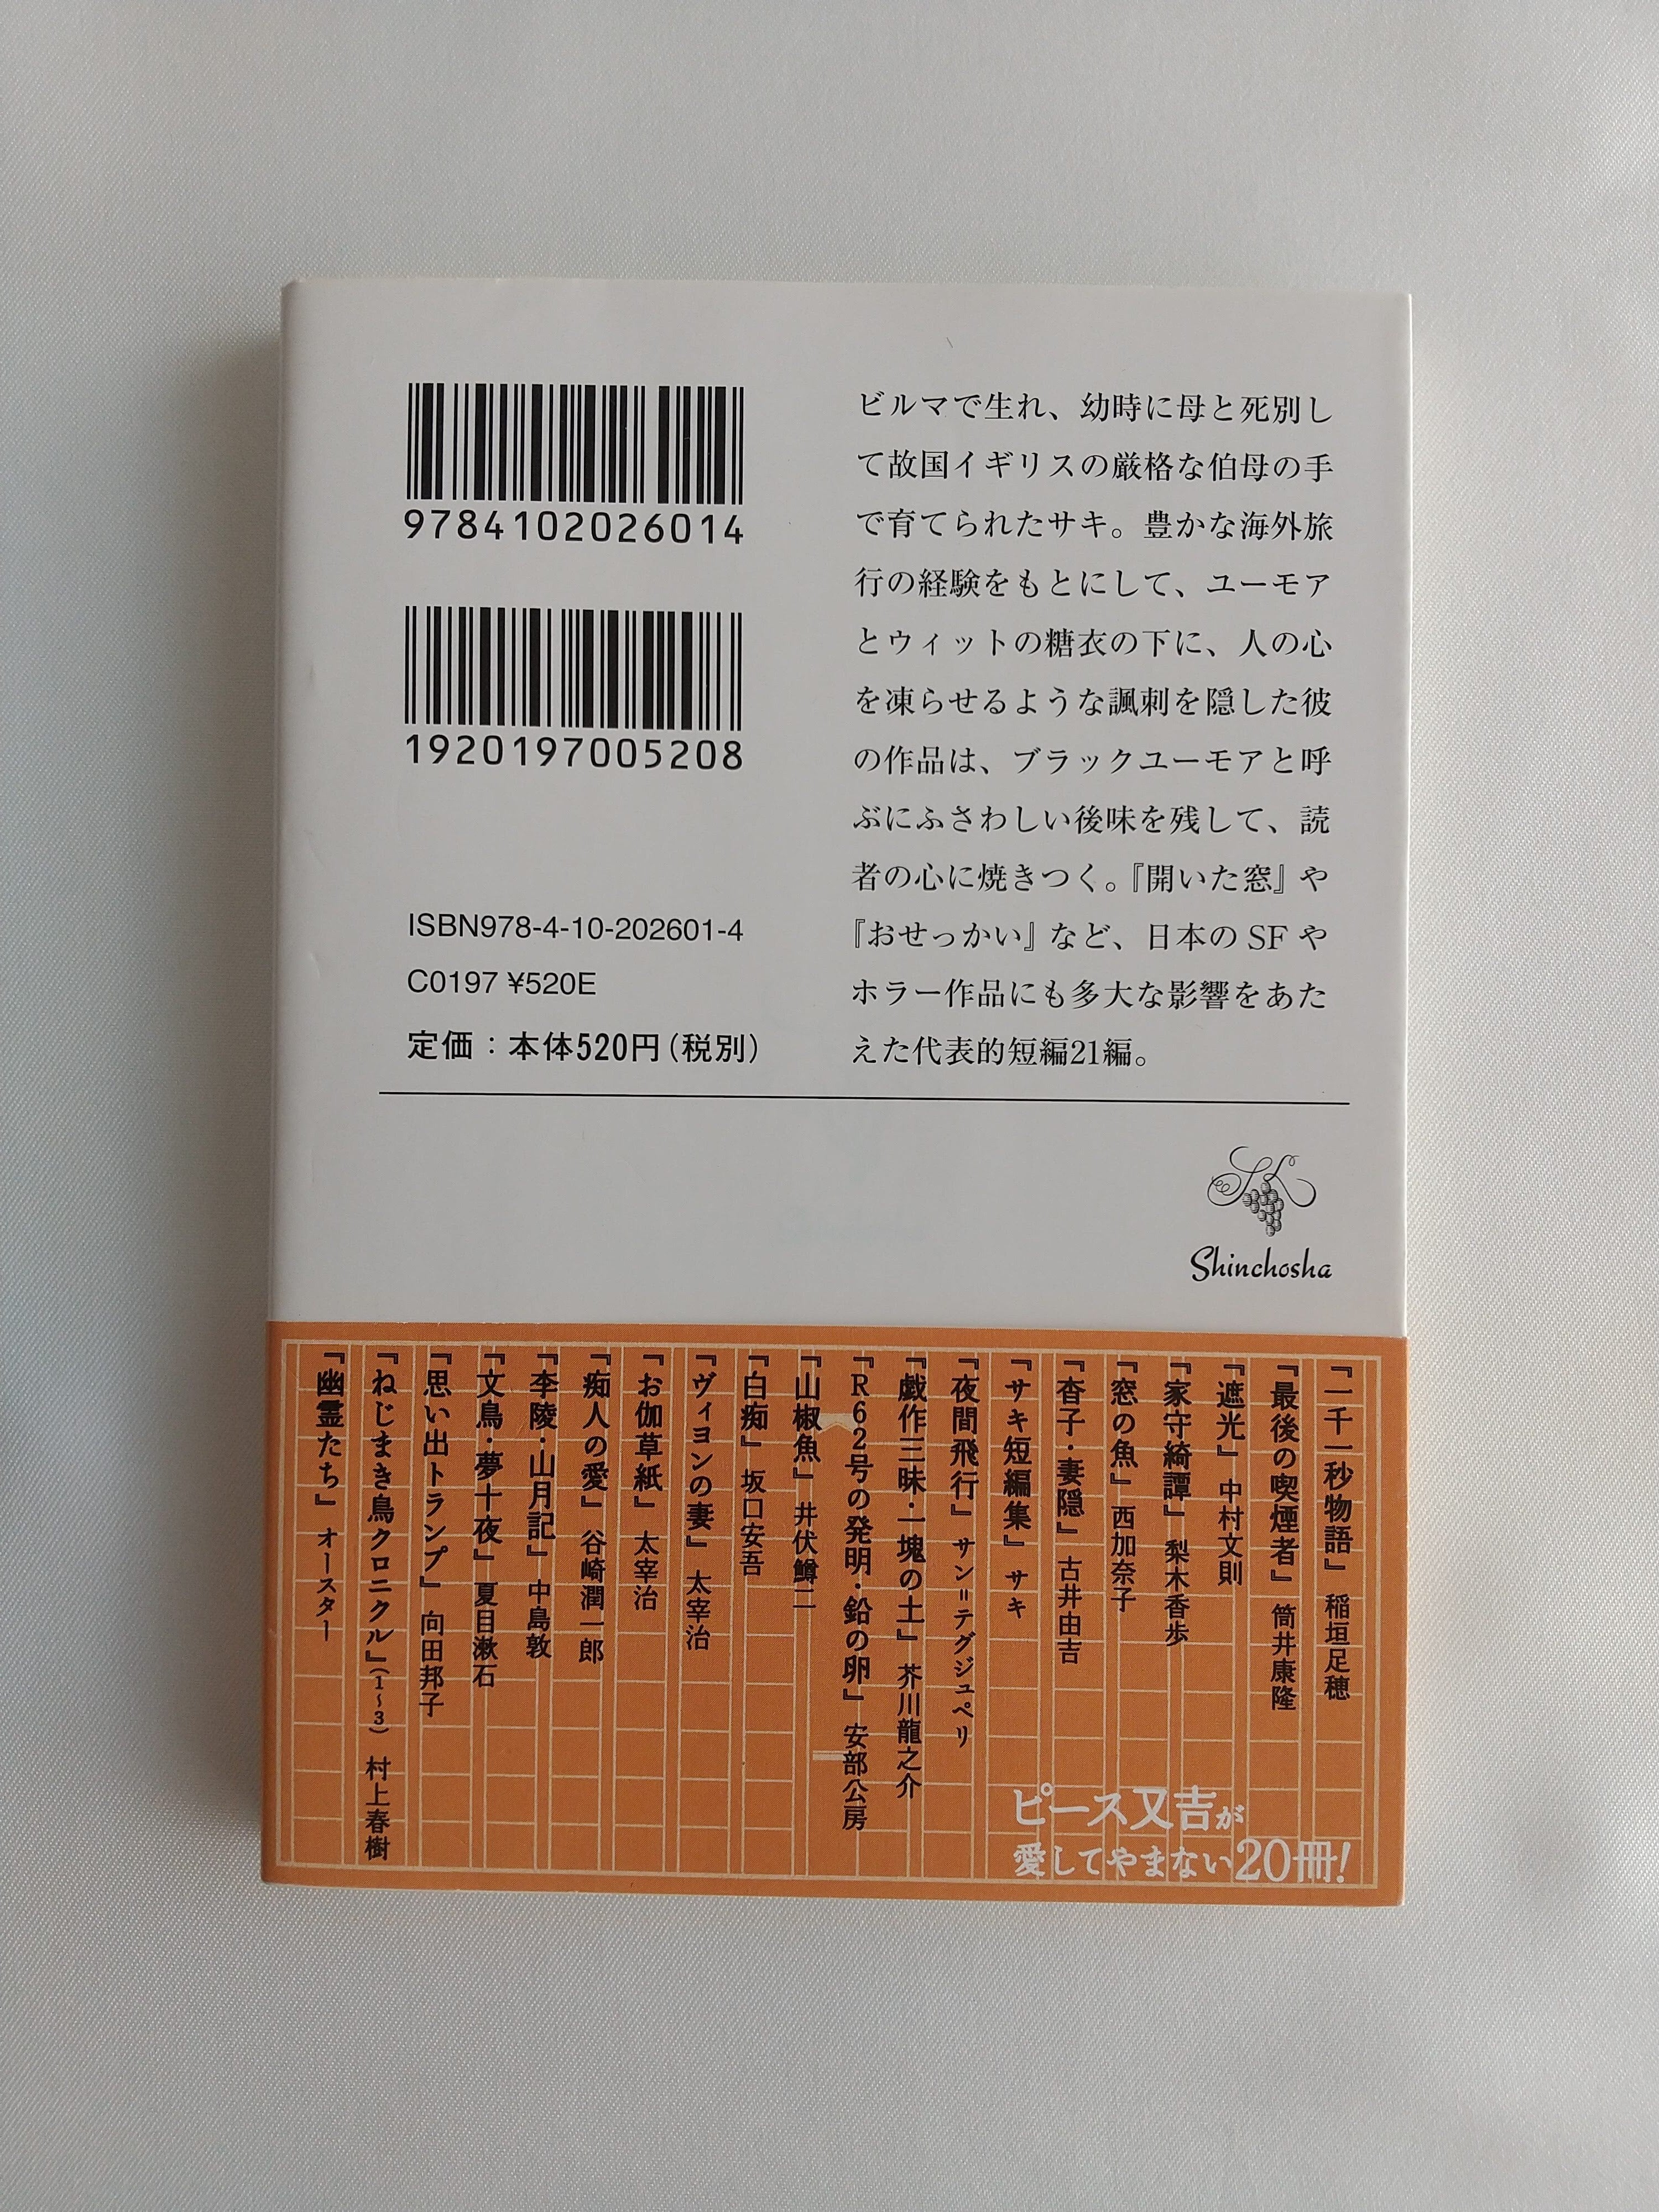 9784102026014
1920197005208
ISBN978-4-10-202601-4
C0197 ¥520E
定価：本体520円(税別)
ビルマで生れ、幼時に母と死別し
て故国イギリスの厳格な伯母の手
で育てられたサキ。豊かな海外旅
行の経験をもとにして、ユーモア
とウィットの糖衣の下に、人の心
を凍らせるような諷刺を隠した彼
の作品は、ブラックユーモアと呼
ぶにふさわしい後味を残して、読
者の心に焼きつく。『開いた窓』や
『おせっかい』など、日本のSFや
ホラー作品にも多大な影響をあた
えた代表的短編21編。
Shinchosha
『一千一秒物語』 稲垣足穂
『最後の喫煙者』 筒井康隆
『遮光』 中村文則
『家守綺譚』 梨木香歩
『窓の魚』 西加奈子
『杳子・妻隠』 古井由吉
『サキ短編集』 サキ
『夜間飛行』 サン＝テグジュペリ
『戯作三昧・一塊の土』 芥川龍之介
『R62号の発明・鉛の卵』 安部公房
『山椒魚』 井伏鱒二
『白痴』 坂口安吾
『ヴィヨンの妻』 太宰治
『お伽草紙』 太宰治
『痴人の愛』 谷崎潤一郎
『李陵・山月記』 中島敦
『文鳥・夢十夜』 夏目漱石
『思い出トランプ』 向田邦子
『ねじまき鳥クロニクル』(1〜3) 村上春樹
『幽霊たち』 オースター
ピース又吉が
愛してやまない20冊!